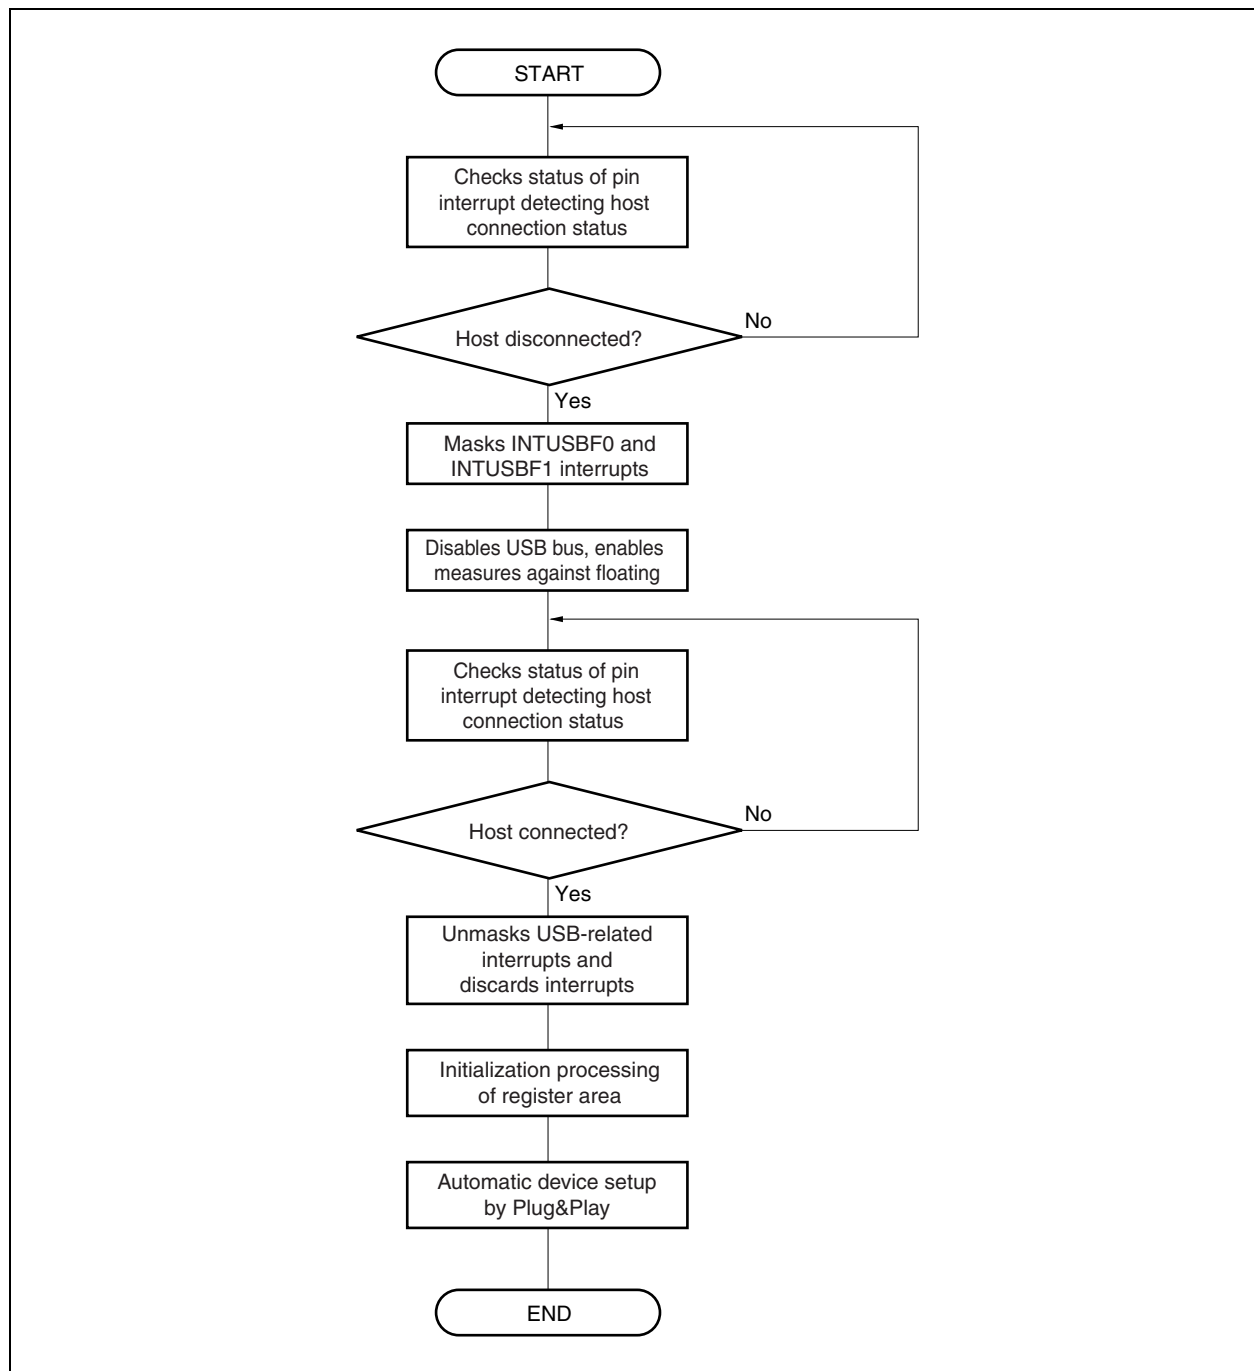 START
Checks status of pin
interrupt detecting host
connection status
Host disconnected?
No
Yes
Masks INTUSBF0 and
INTUSBF1 interrupts
Disables USB bus, enables
measures against floating
Checks status of pin
interrupt detecting host
connection status
Host connected?
No
Yes
Unmasks USB-related
interrupts and
discards interrupts
Initialization processing
of register area
Automatic device setup
by Plug&Play
END